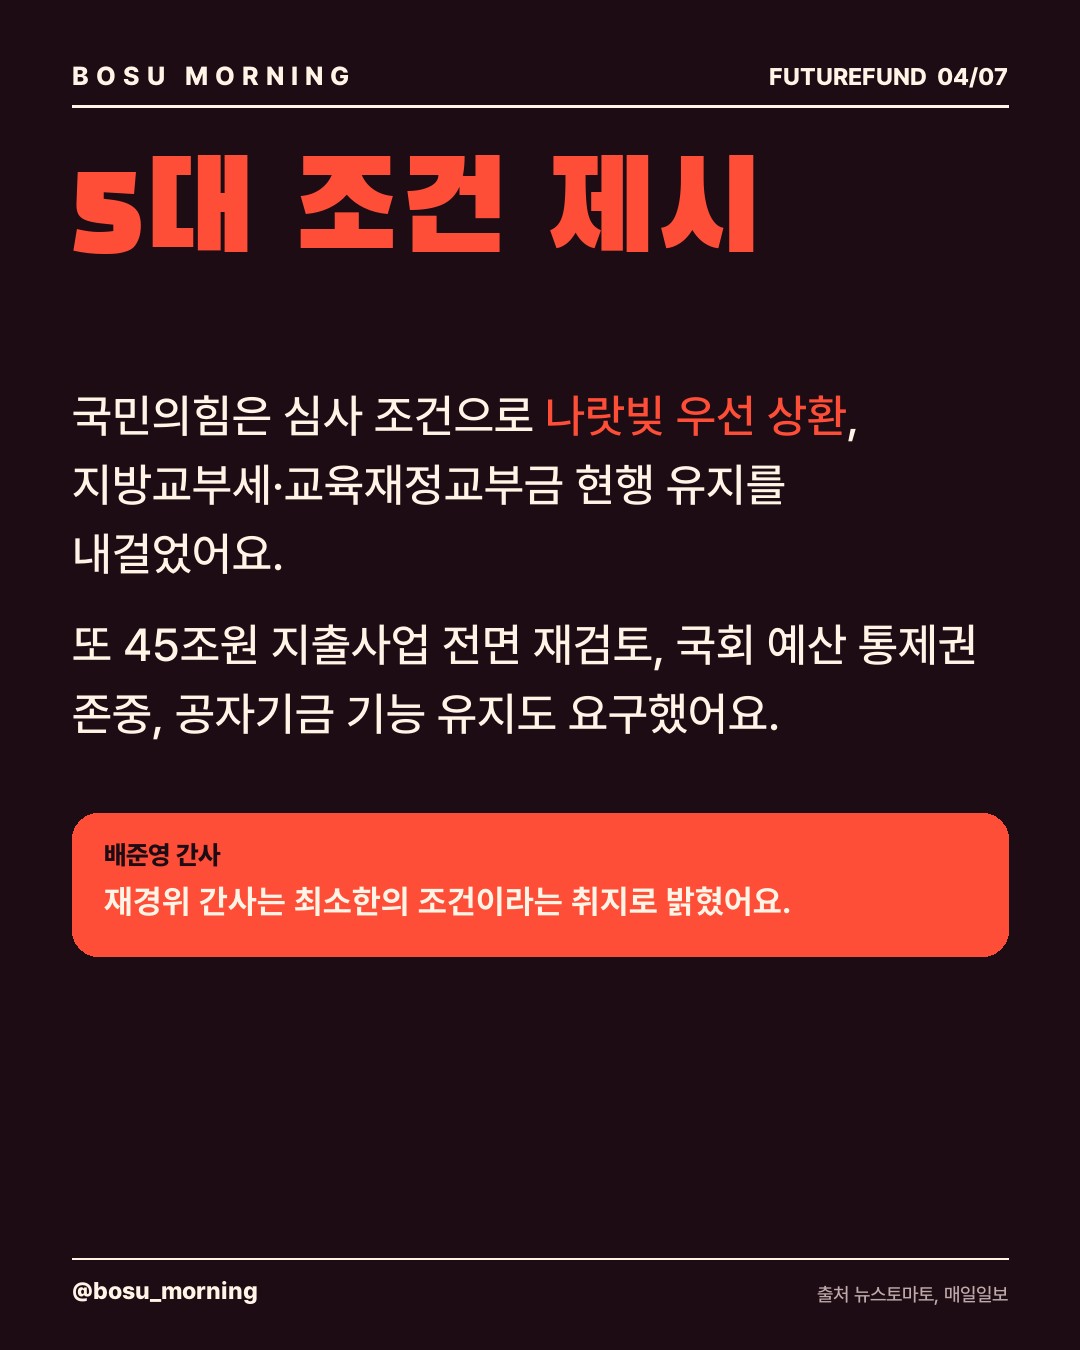 BOSU MORNING
FUTUREFUND 04/07
5대 조건 제시
국민의힘은 심사 조건으로 나랏빚 우선 상환,
지방교부세·교육재정교부금 현행 유지를
내걸었어요.
또 45조원 지출사업 전면 재검토, 국회 예산 통제권
존중, 공자기금 기능 유지도 요구했어요.
배준영 간사
재경위 간사는 최소한의 조건이라는 취지로 밝혔어요.
@bosu_morning
출처 뉴스토마토, 매일일보